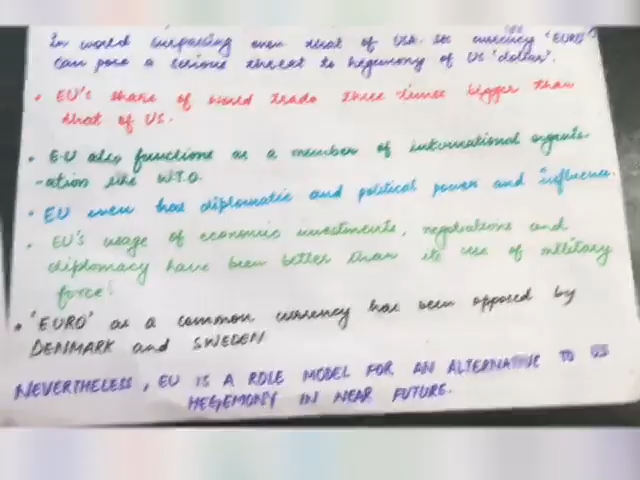 In world surpassing even that of USA. Its currency 'EURO'
can pose a serious threat to hegemony of US 'dollar'.
• EU's share of world trade three times bigger than
that of US.
• E.U also functions as a member of international organis-
-ation like W.T.O.
• EU even has diplomatic and political power and influence.
• EU's usage of economic investments, negotiations and
diplomacy have been better than its use of military
force.
• 'EURO' as a common currency has been opposed by
DENMARK and SWEDEN
NEVERTHELESS, EU IS A ROLE MODEL FOR AN ALTERNATIVE TO US
HEGEMONY IN NEAR FUTURE.